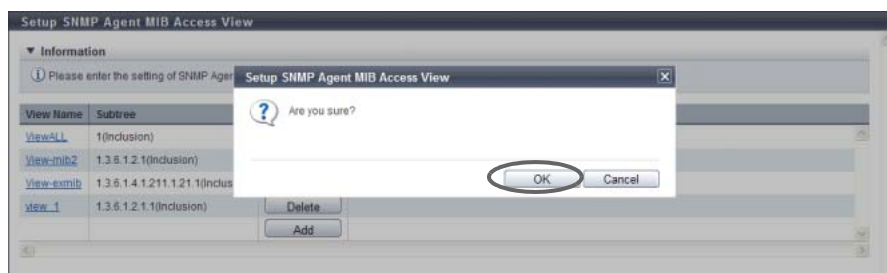 Setup SNMP Agent MIB Access View
▼ Information
Please enter the setting of SNMP Agen
Setup SNMP Agent MIB Access View
Are you sure?
OK Cancel
View Name Subtree
ViewALL 1(Inclusion)
View-mib2 1.3.6.1.2.1(Inclusion)
View-exmib 1.3.6.1.4.1.211.1.21.1(Inclus
view_1 1.3.6.1.2.1.1(Inclusion) Delete
Add